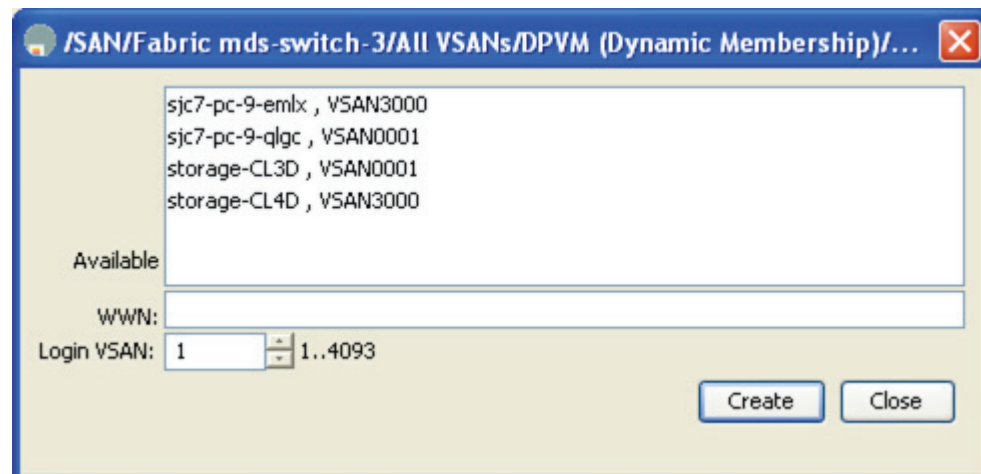 /SAN/Fabric mds-switch-3/All VSANs/DPVM (Dynamic Membership)/...
sjc7-pc-9-emlx , VSAN3000
sjc7-pc-9-qlgc , VSAN0001
storage-CL3D , VSAN0001
storage-CL4D , VSAN3000
Available
WWN:
Login VSAN: 1 1..4093
Create Close